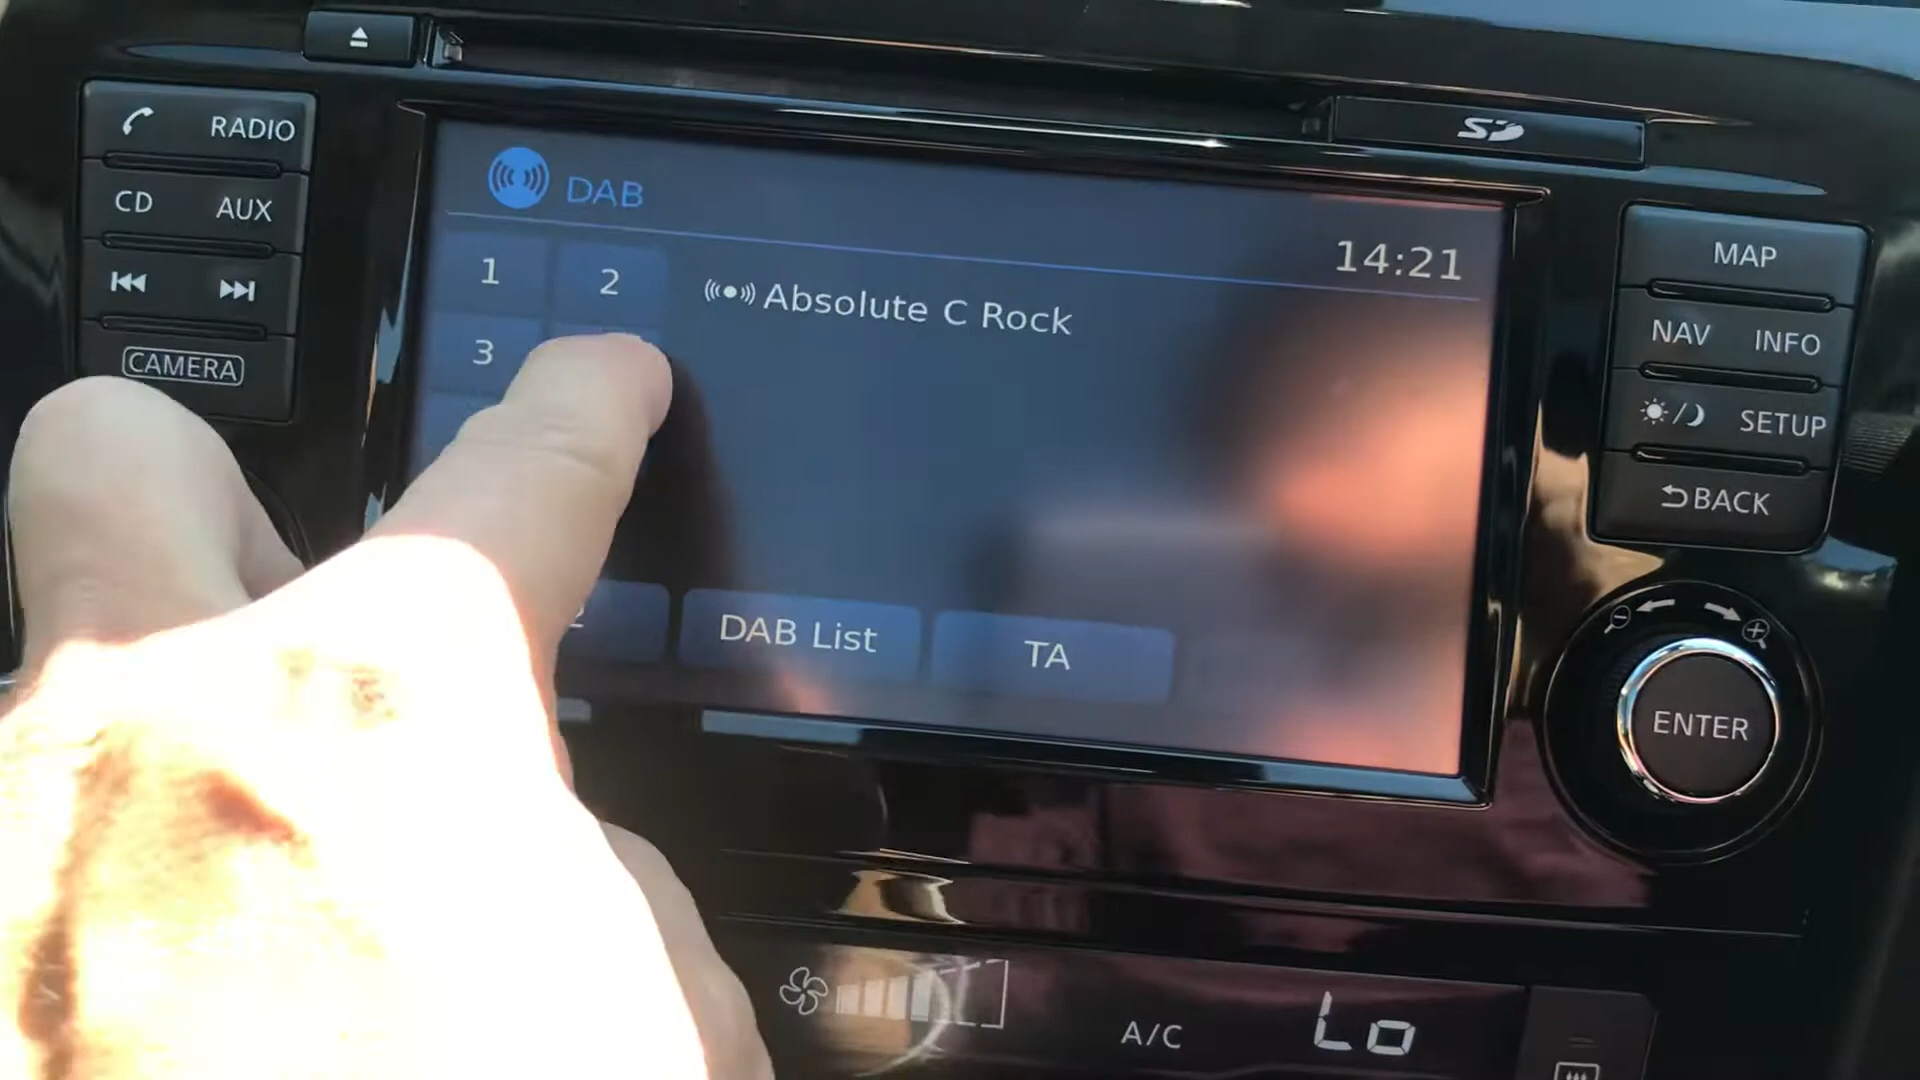 RADIO
CD AUX
CAMERA
SD
DAB
14:21
1 2
3
Absolute C Rock
2
DAB List
TA
MAP
NAV INFO
SETUP
BACK
ENTER
A/C
Lo